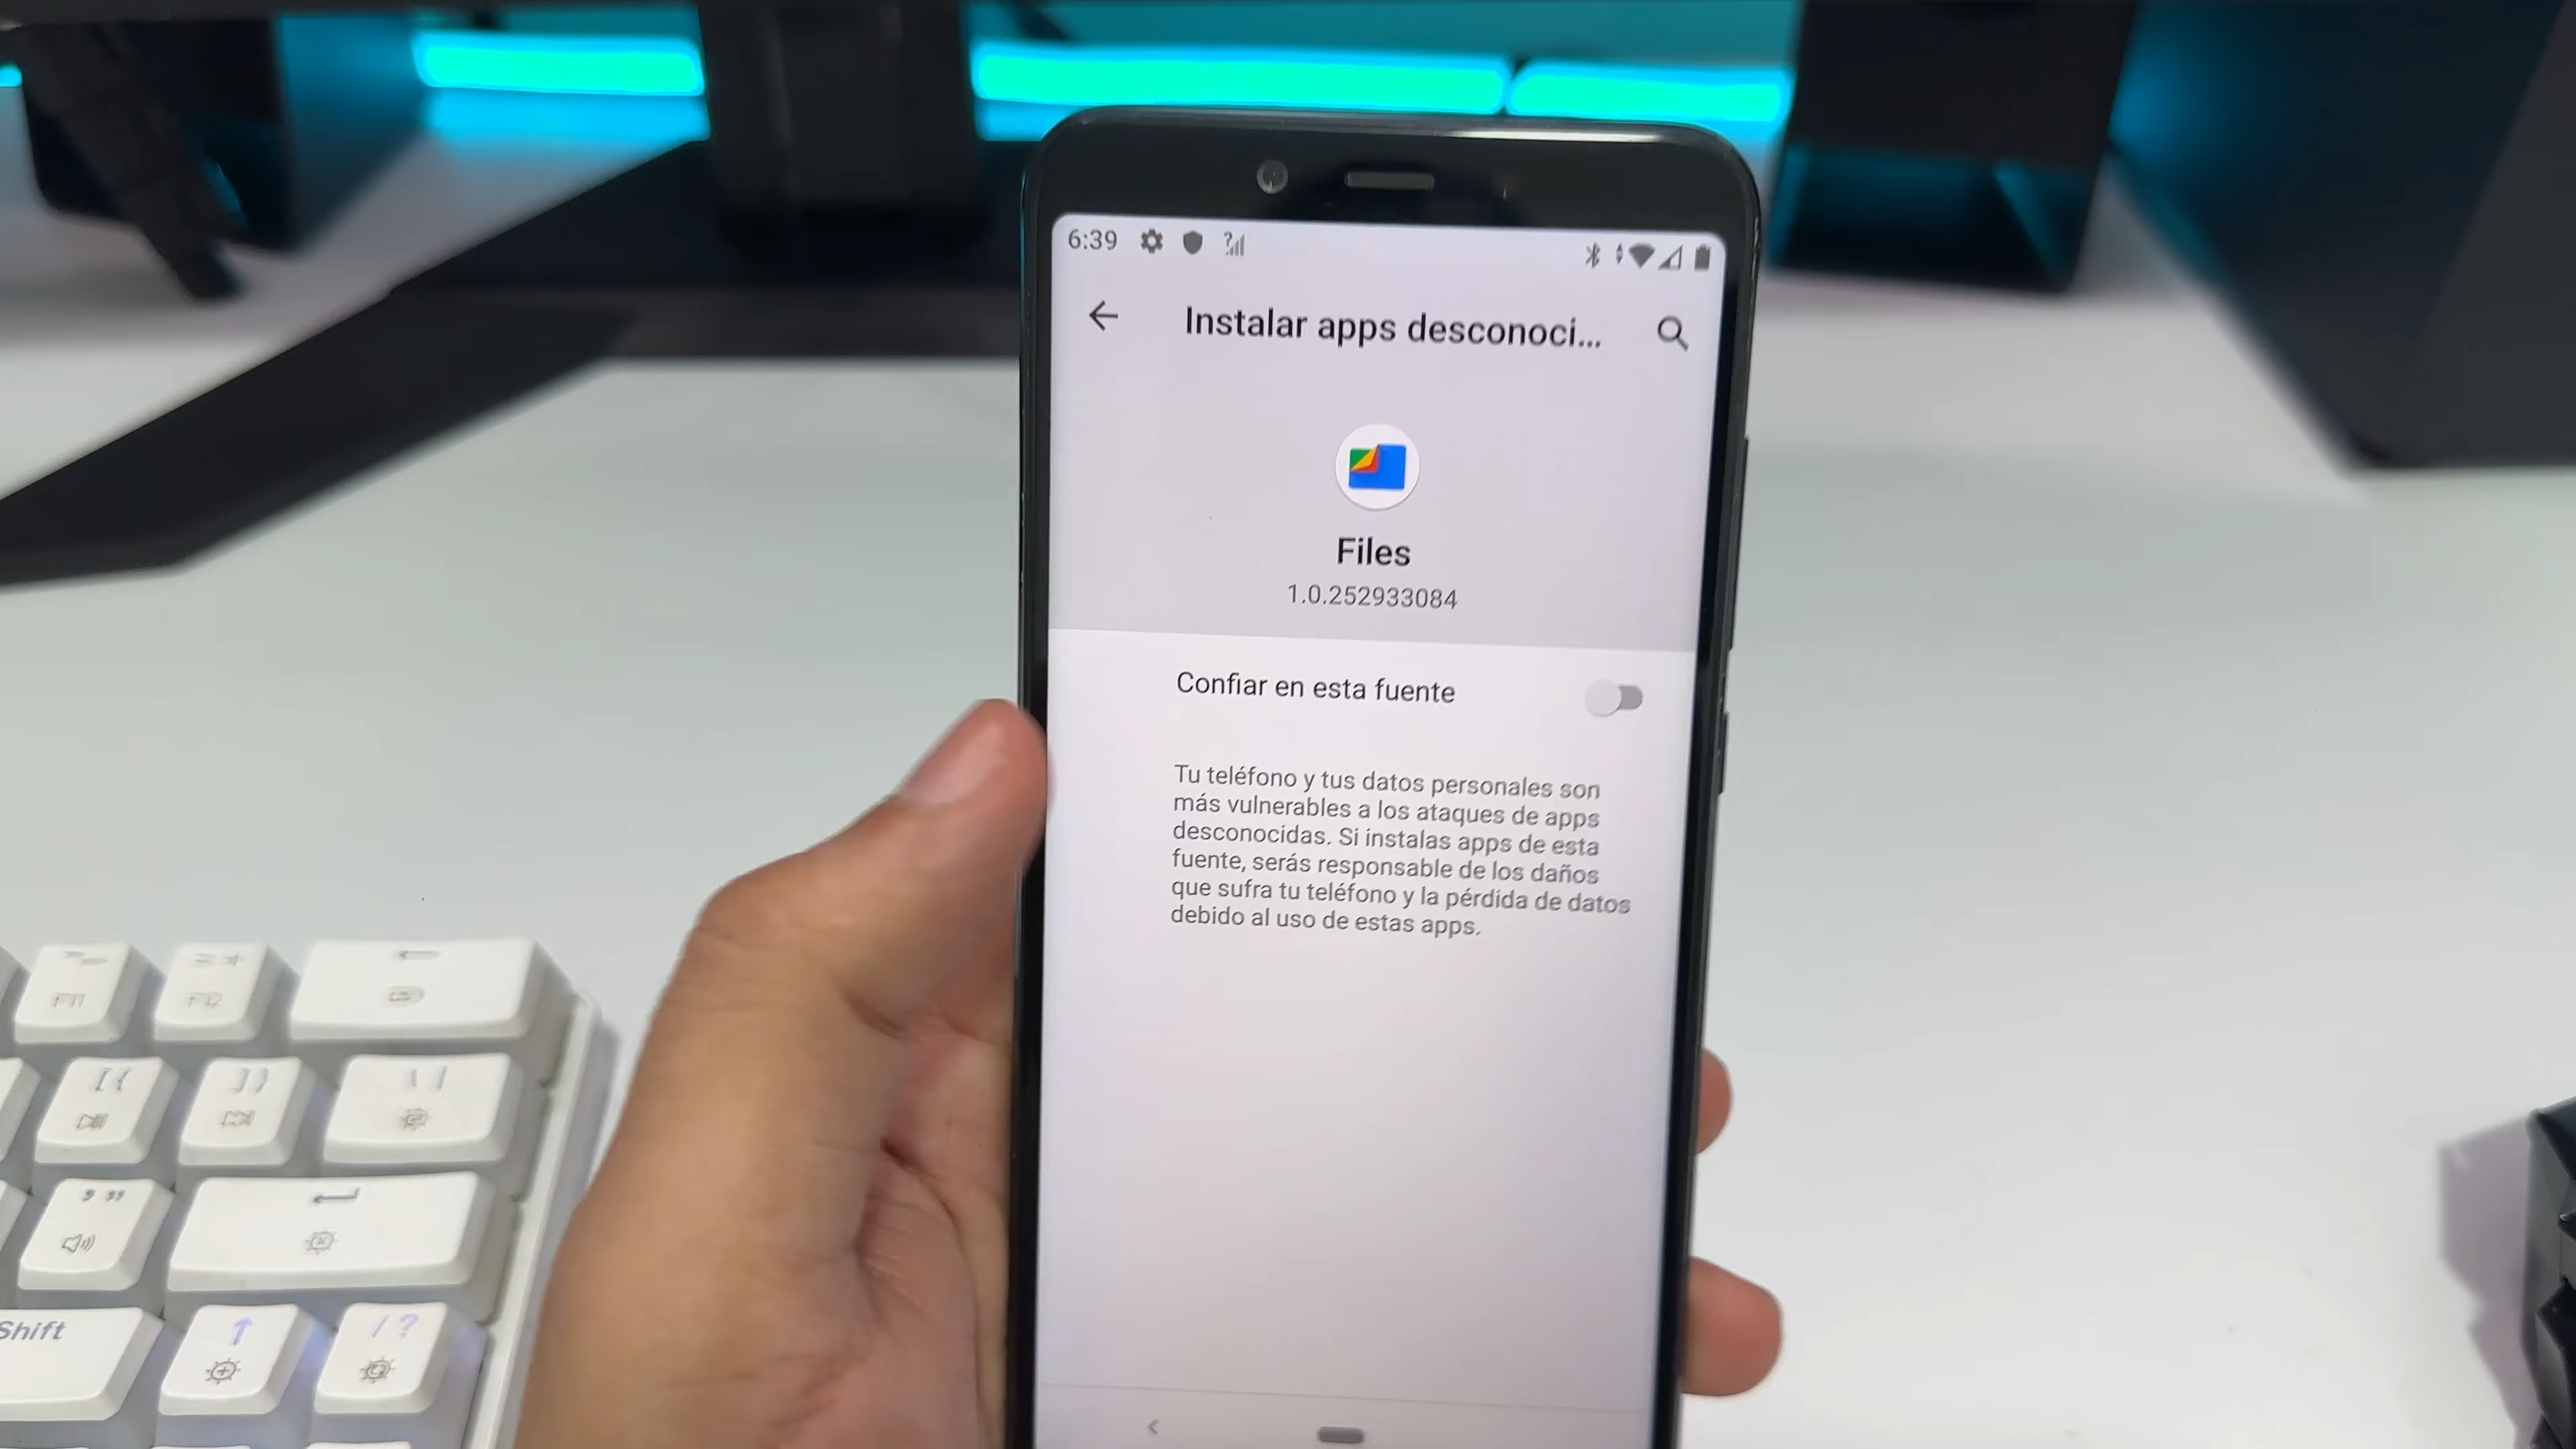 6:39
Instalar apps desconoci...
Files
1.0.252933084
Confiar en esta fuente
Tu teléfono y tus datos personales son
más vulnerables a los ataques de apps
desconocidas. Si instalas apps de esta
fuente, serás responsable de los daños
que sufra tu teléfono y la pérdida de datos
debido al uso de estas apps.
F11
F12
[ {
] }
\ |
' "
Shift
/ ?